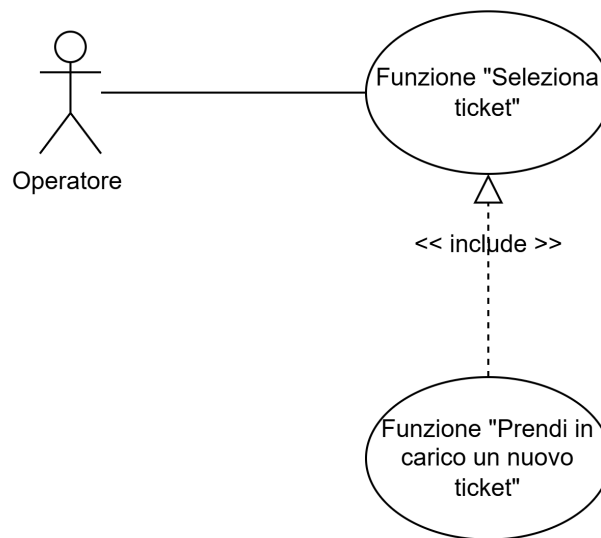 Funzione "Seleziona
ticket"
Operatore
<< include >>
Funzione "Prendi in
carico un nuovo
ticket"